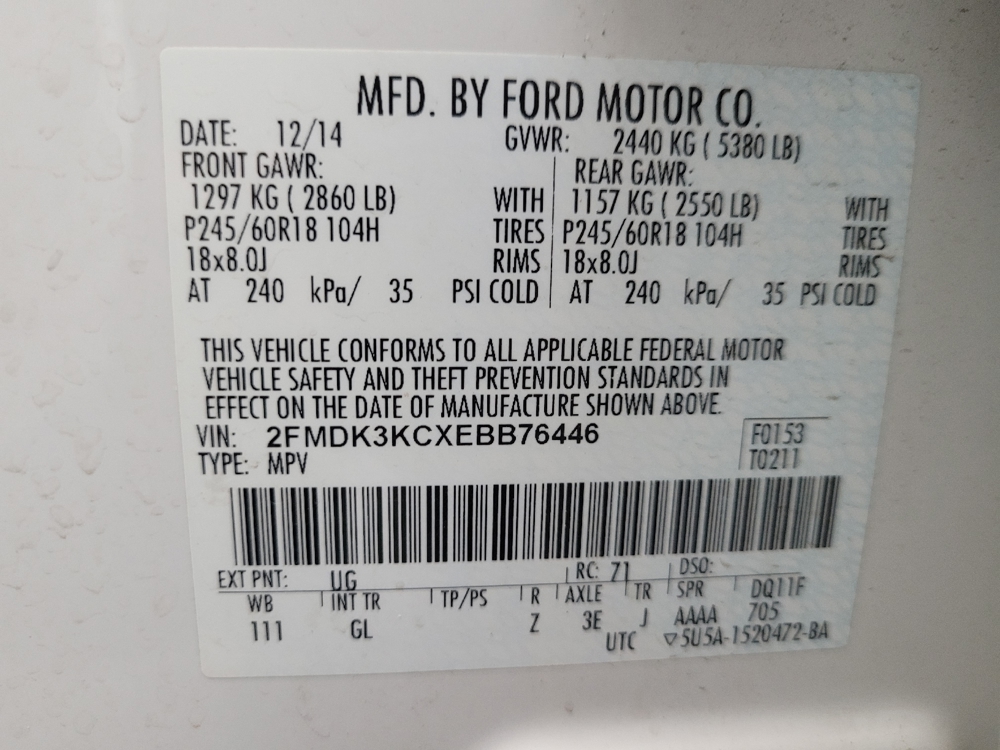 MFD. BY FORD MOTOR CO.
DATE: 12/14 GVWR: 2440 KG ( 5380 LB)
FRONT GAWR: REAR GAWR:
1297 KG ( 2860 LB) WITH 1157 KG ( 2550 LB) WITH
P245/60R18 104H TIRES P245/60R18 104H TIRES
18x8.0J RIMS 18x8.0J RIMS
AT 240 kPa/ 35 PSI COLD AT 240 kPa/ 35 PSI COLD
THIS VEHICLE CONFORMS TO ALL APPLICABLE FEDERAL MOTOR
VEHICLE SAFETY AND THEFT PREVENTION STANDARDS IN
EFFECT ON THE DATE OF MANUFACTURE SHOWN ABOVE.
VIN: 2FMDK3KCXEBB76446 F0153
TYPE: MPV T0211
EXT PNT: UG RC: 71 DSO:
WB INT TR TP/PS R AXLE TR SPR DQ11F
111 GL Z 3E J AAAA 705
UTC ▽5U5A-1520472-BA